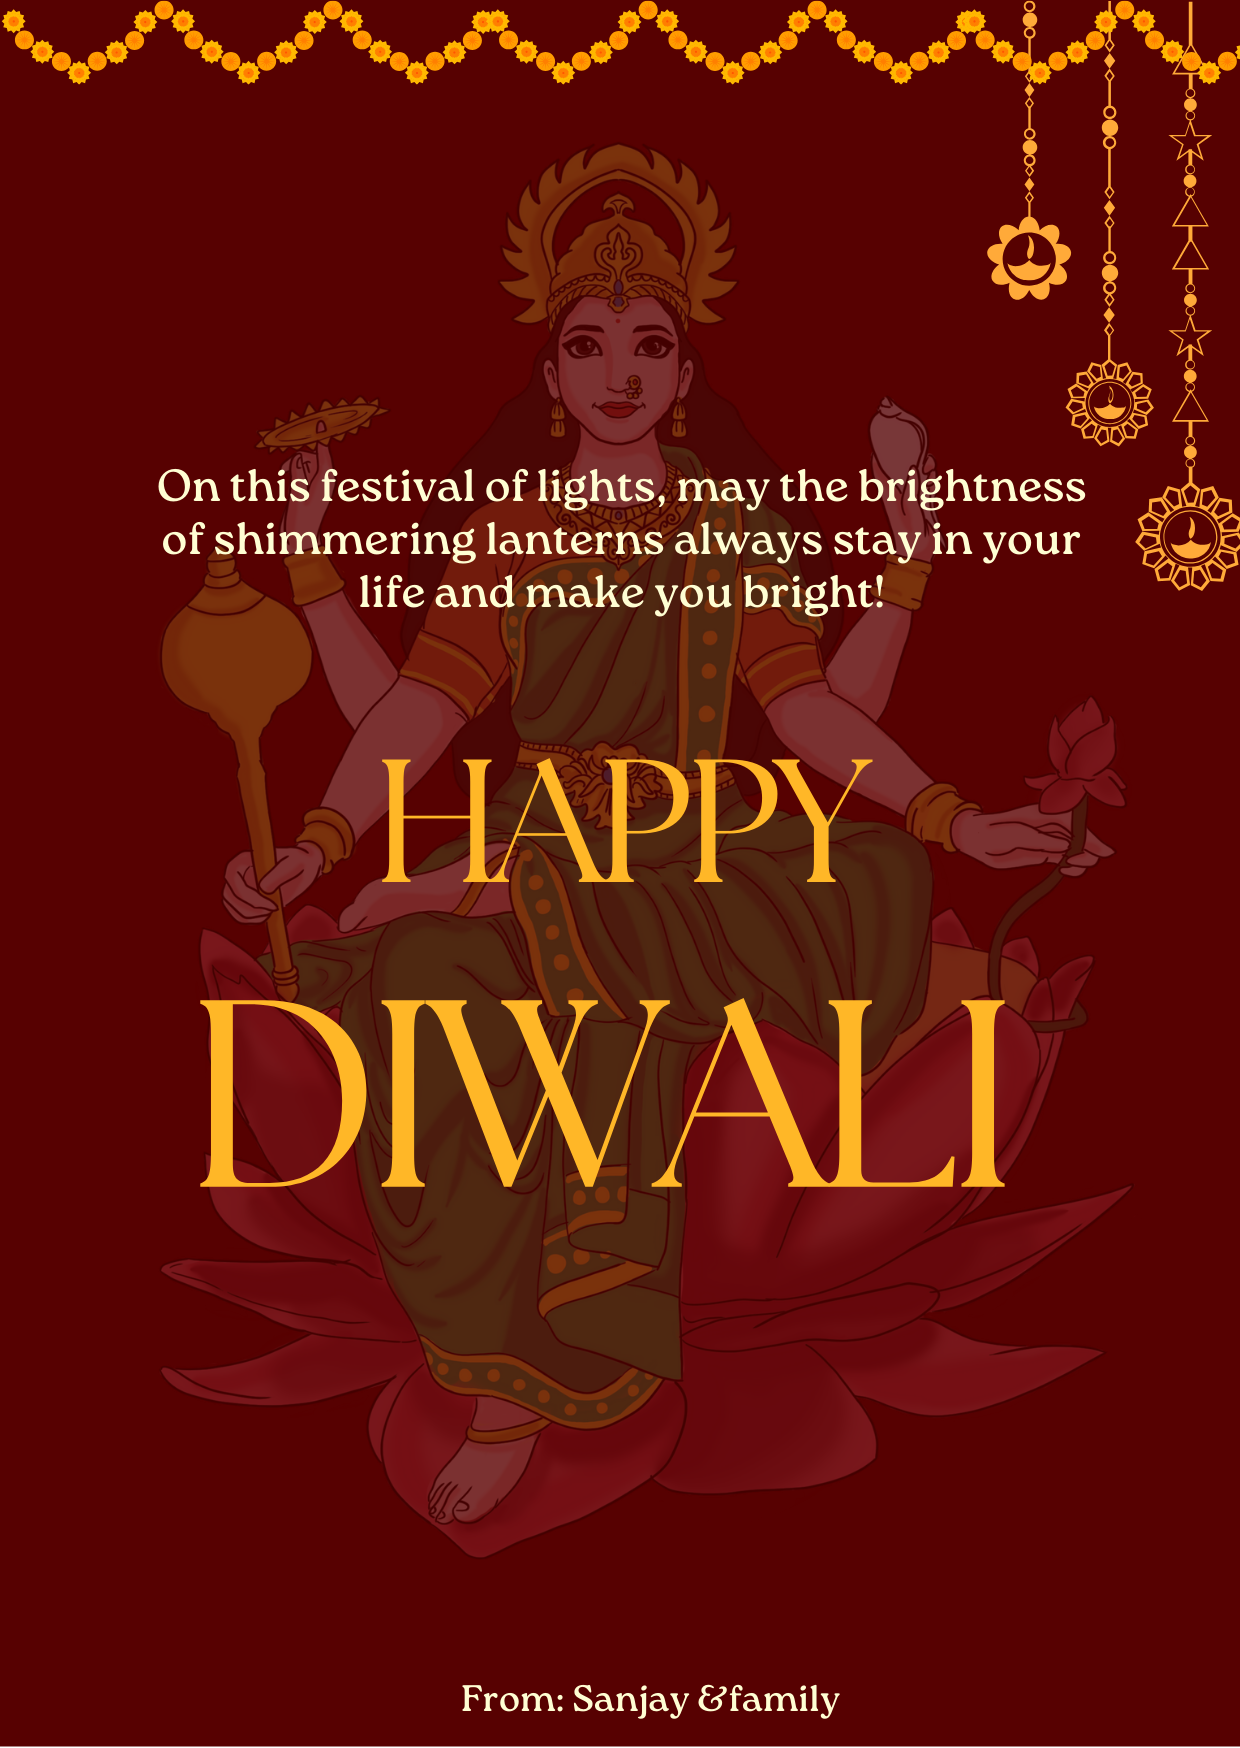 On this festival of lights, may the brightness
of shimmering lanterns always stay in your
life and make you bright!
HAPPY
DIWALI
From: Sanjay &family